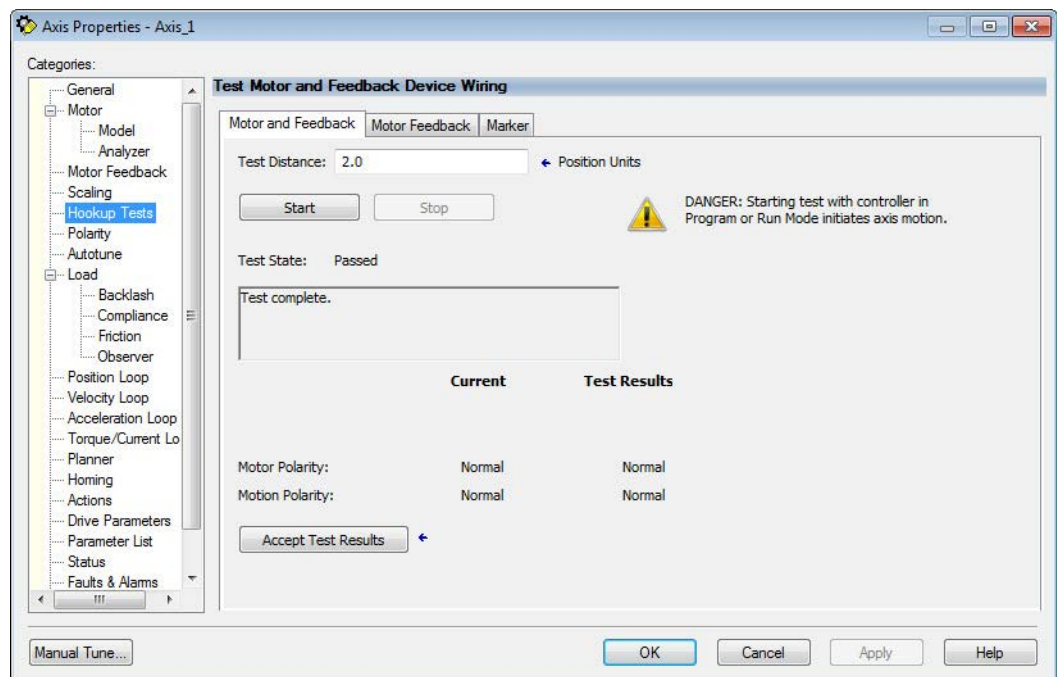 Axis Properties - Axis_1
Categories:
General
Motor
Model
Analyzer
Motor Feedback
Scaling
Hookup Tests
Polarity
Autotune
Load
Backlash
Compliance
Friction
Observer
Position Loop
Velocity Loop
Acceleration Loop
Torque/Current Lo
Planner
Homing
Actions
Drive Parameters
Parameter List
Status
Faults & Alarms
Test Motor and Feedback Device Wiring
Motor and Feedback Motor Feedback Marker
Test Distance: 2.0 Position Units
Start Stop
DANGER: Starting test with controller in
Program or Run Mode initiates axis motion.
Test State: Passed
Test complete.
Current Test Results
Motor Polarity: Normal Normal
Motion Polarity: Normal Normal
Accept Test Results
Manual Tune... OK Cancel Apply Help